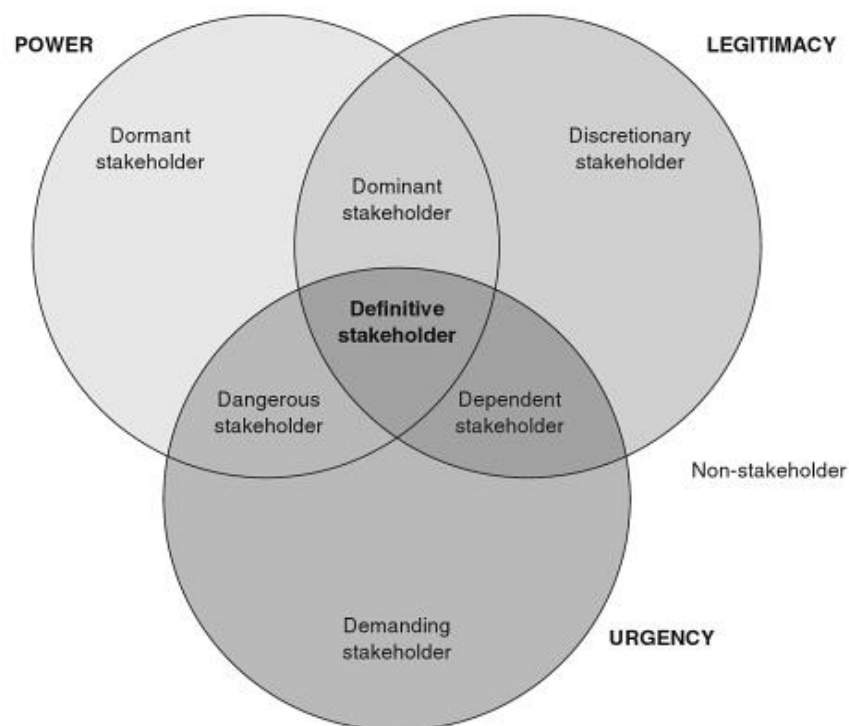 POWER
LEGITIMACY
Dormant
stakeholder
Discretionary
stakeholder
Dominant
stakeholder
Definitive
stakeholder
Dangerous
stakeholder
Dependent
stakeholder
Non-stakeholder
Demanding
stakeholder
URGENCY